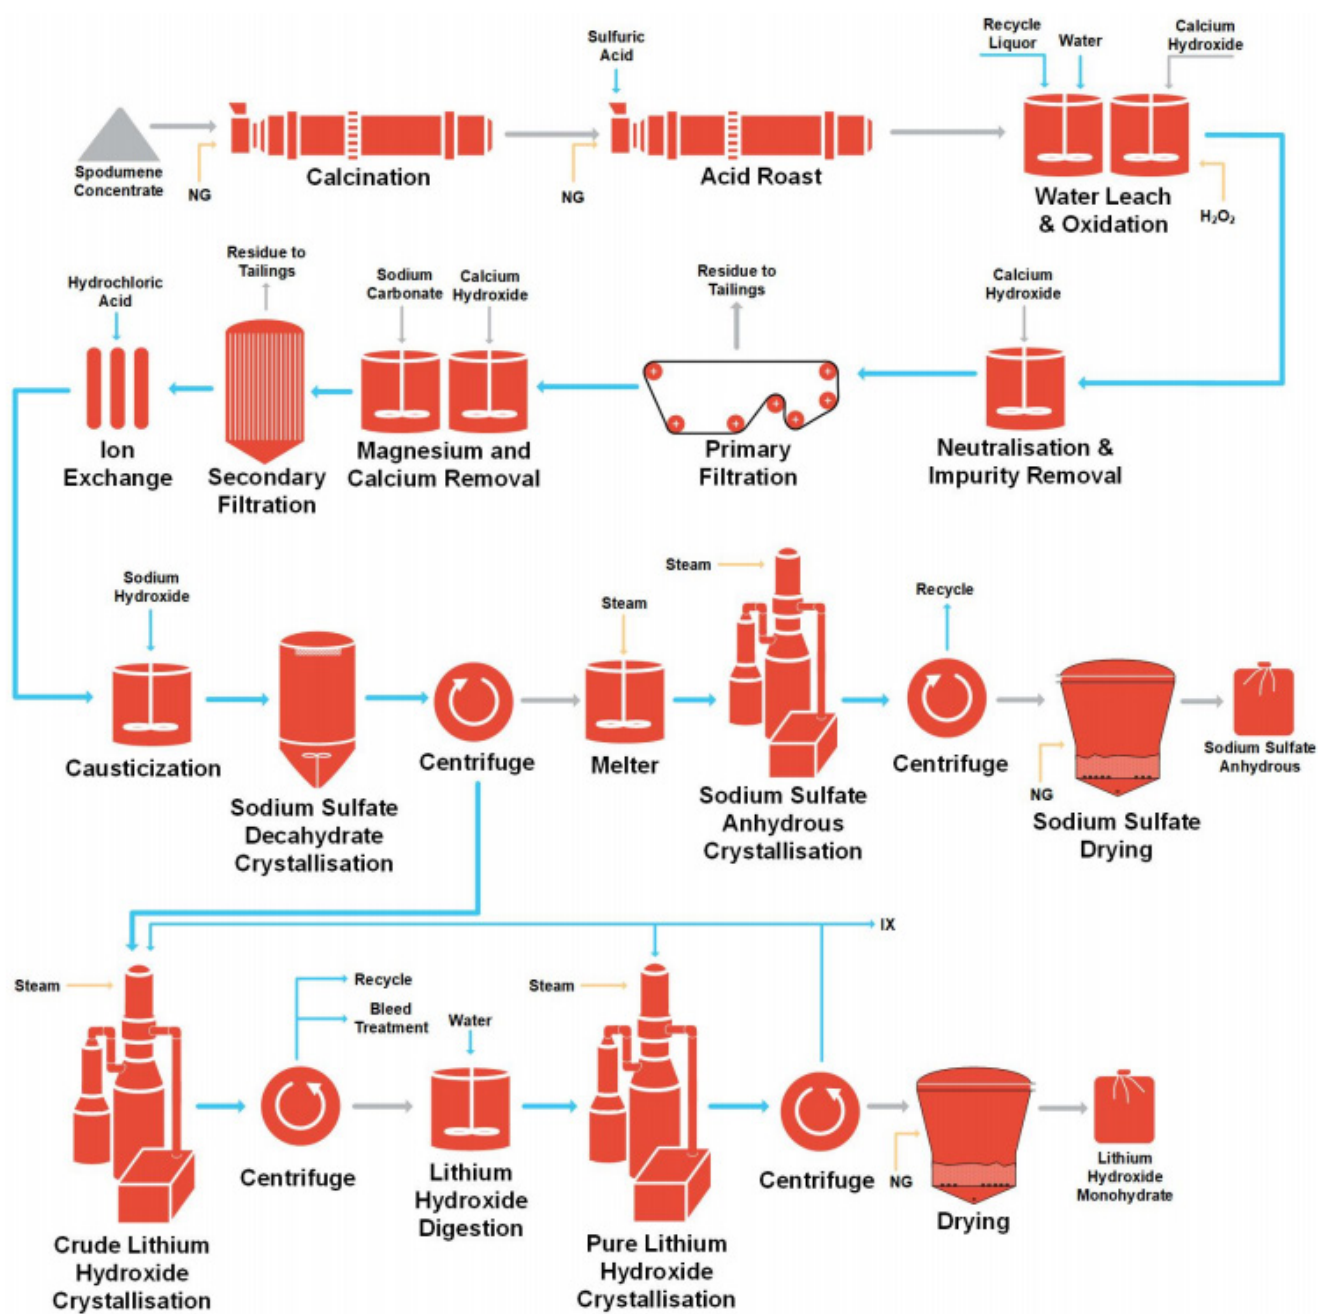 Recycle
Liquor
Water
Calcium
Hydroxide
Sulfuric
Acid
Spodumene
Concentrate
NG
Calcination
NG
Acid Roast
Water Leach
& Oxidation
H₂O₂
Hydrochloric
Acid
Residue to
Tailings
Sodium
Carbonate
Calcium
Hydroxide
Residue to
Tailings
Calcium
Hydroxide
Ion
Exchange
Secondary
Filtration
Magnesium and
Calcium Removal
Primary
Filtration
Neutralisation &
Impurity Removal
Sodium
Hydroxide
Steam
Steam
Recycle
Causticization
Sodium Sulfate
Decahydrate
Crystallisation
Centrifuge
Melter
Sodium Sulfate
Anhydrous
Crystallisation
Centrifuge
NG
Sodium Sulfate
Drying
Sodium Sulfate
Anhydrous
IX
Steam
Recycle
Bleed
Treatment
Water
Steam
Crude Lithium
Hydroxide
Crystallisation
Centrifuge
Lithium
Hydroxide
Digestion
Pure Lithium
Hydroxide
Crystallisation
Centrifuge
NG
Drying
Lithium
Hydroxide
Monohydrate